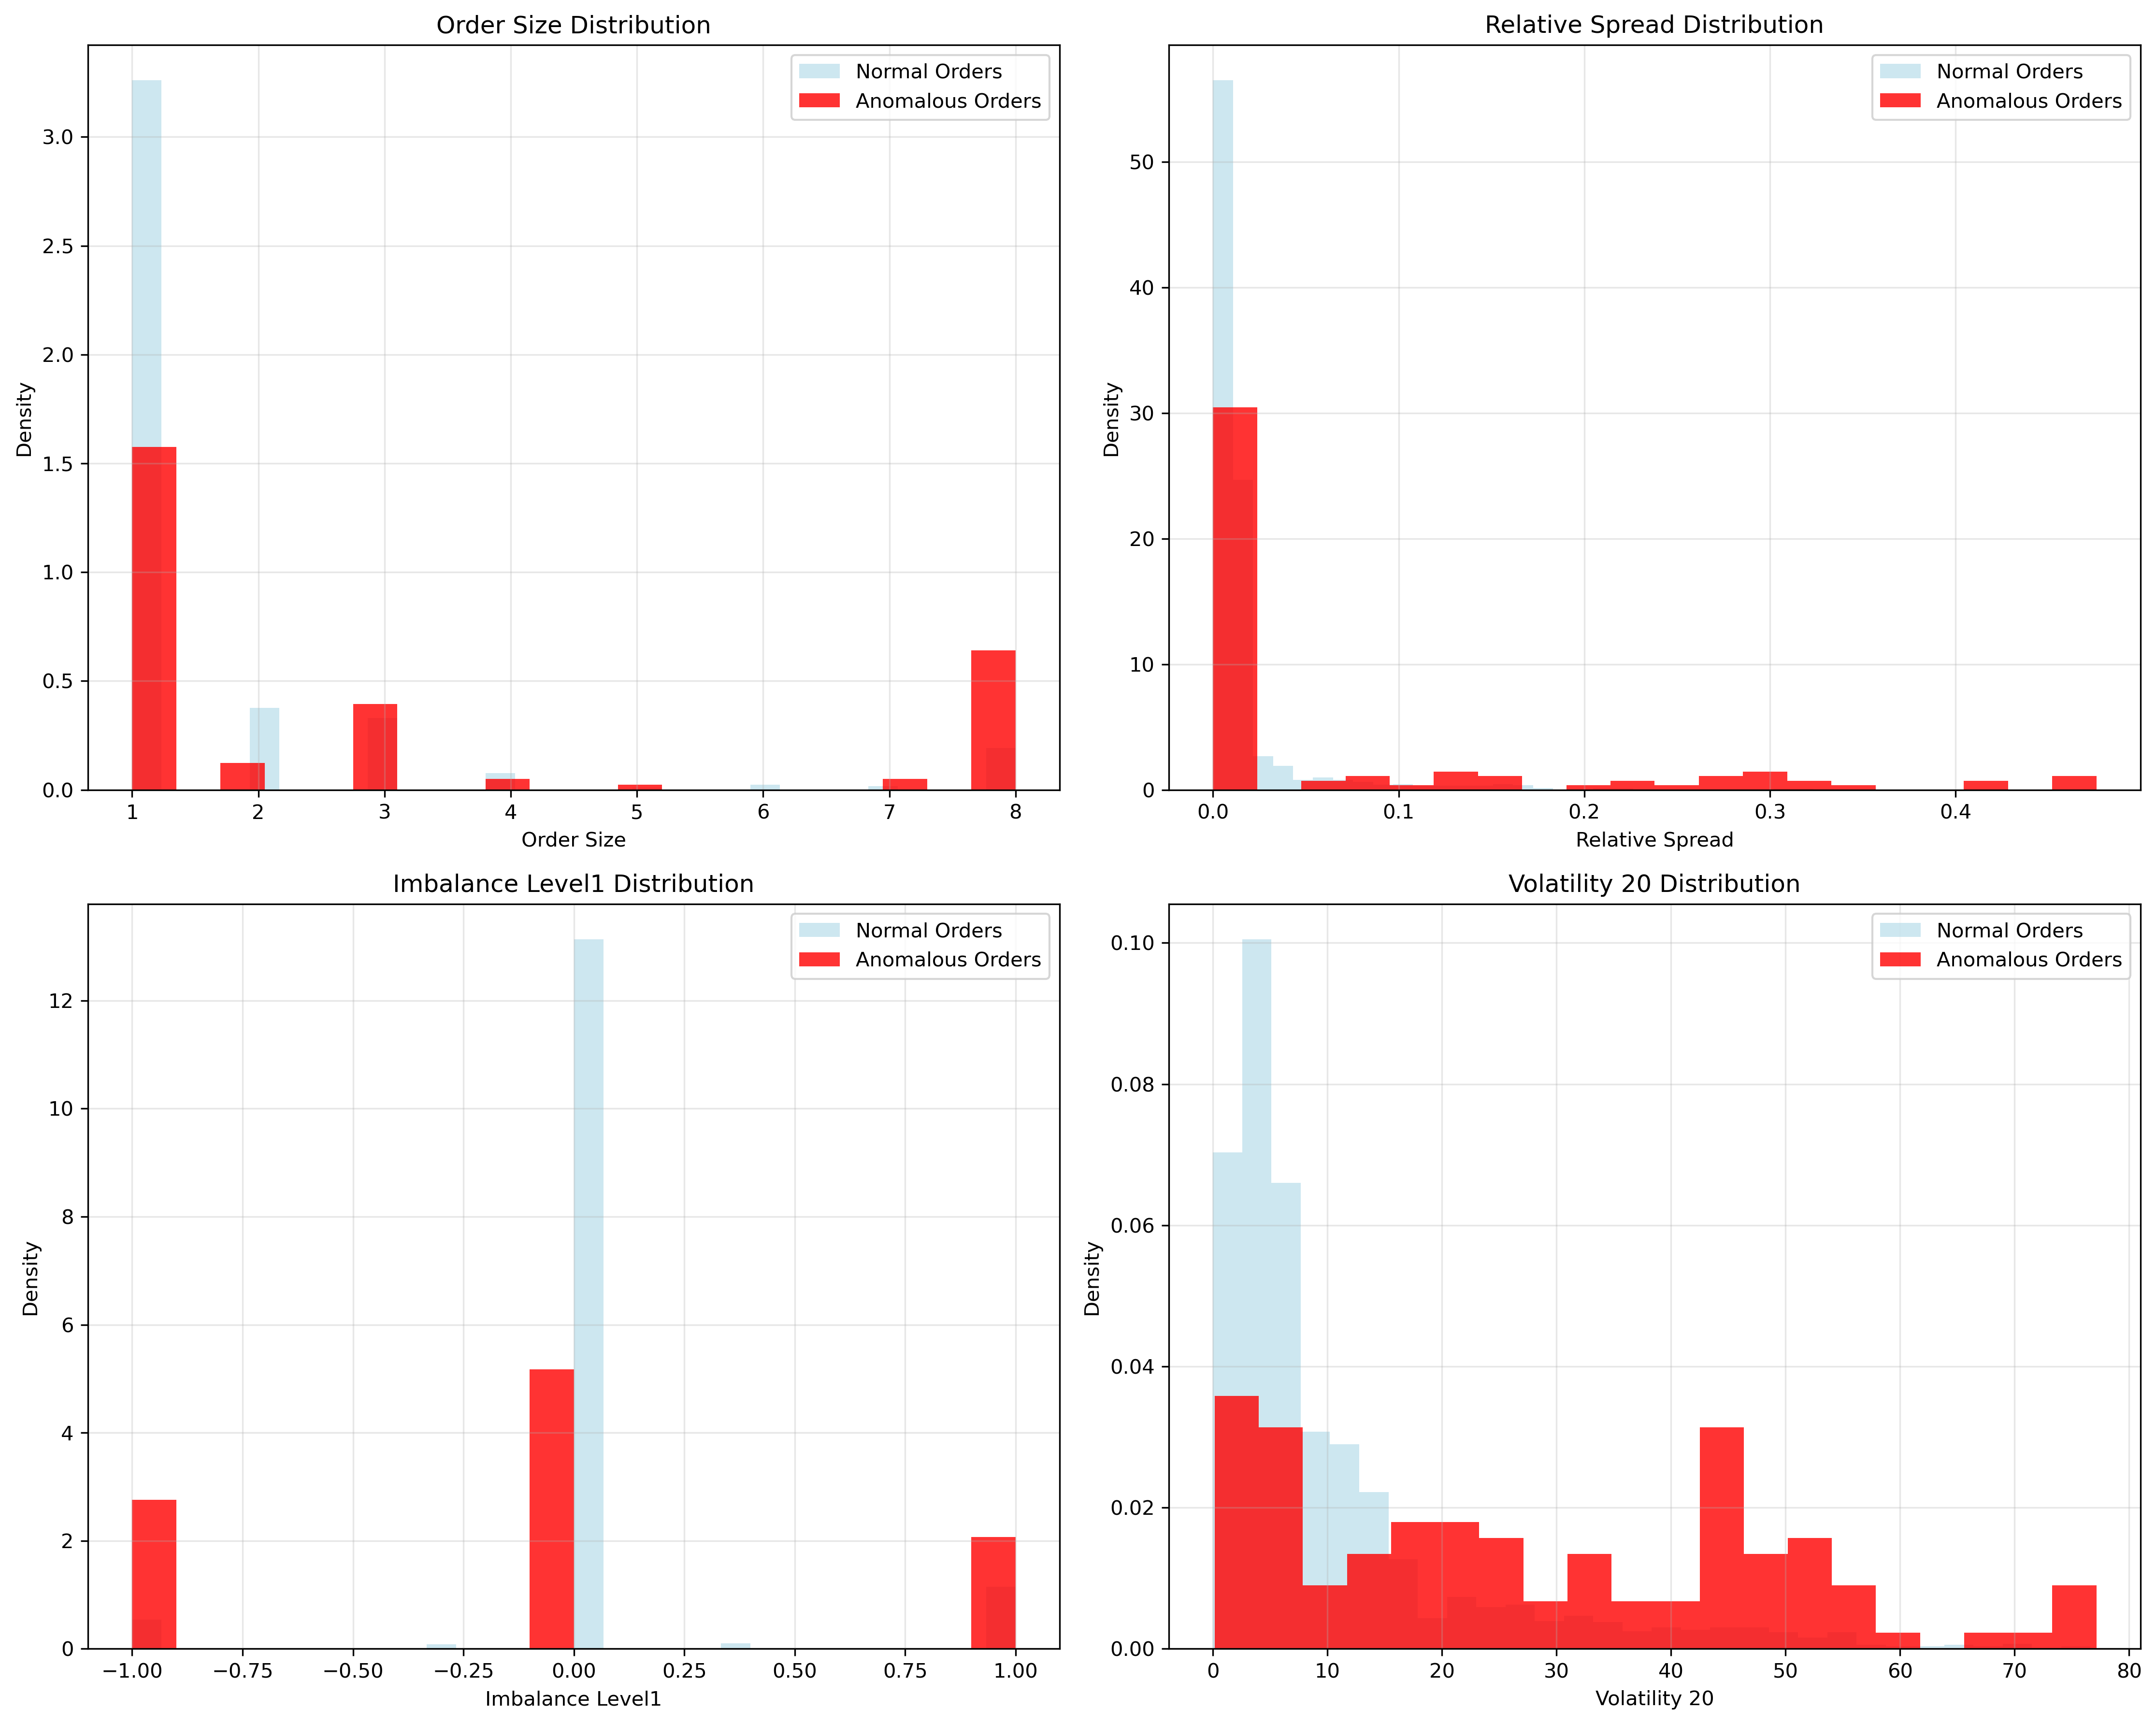 Order Size Distribution
Normal Orders
Anomalous Orders
Density
3.0
2.5
2.0
1.5
1.0
0.5
0.0
1 2 3 4 5 6 7 8
Order Size
Relative Spread Distribution
Normal Orders
Anomalous Orders
Density
50
40
30
20
10
0
0.0 0.1 0.2 0.3 0.4
Relative Spread
Imbalance Level1 Distribution
Normal Orders
Anomalous Orders
Density
12
10
8
6
4
2
0
−1.00 −0.75 −0.50 −0.25 0.00 0.25 0.50 0.75 1.00
Imbalance Level1
Volatility 20 Distribution
Normal Orders
Anomalous Orders
Density
0.10
0.08
0.06
0.04
0.02
0.00
0 10 20 30 40 50 60 70 80
Volatility 20